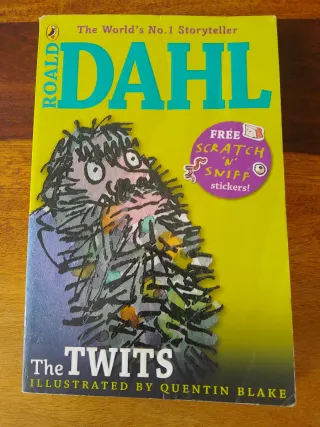 The World's No.1 Storyteller
ROALD
DAHL
FREE
SCRATCH
'N'
SNIFF
stickers!
The TWITS
ILLUSTRATED BY QUENTIN BLAKE